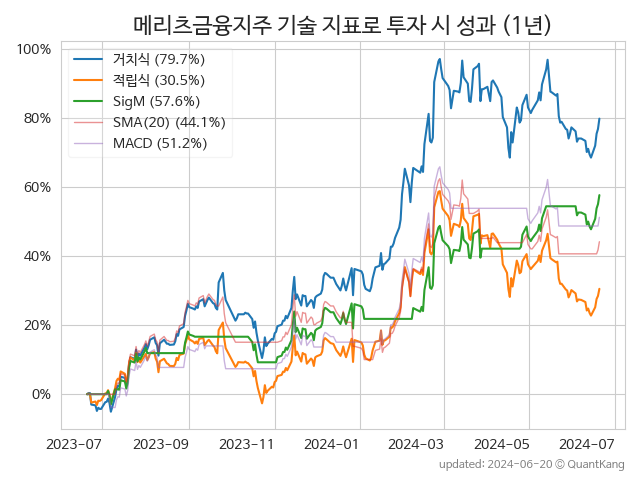 메리츠금융지주 기술 지표로 투자 시 성과 (1년)
100%
80%
60%
40%
20%
0%
거치식 (79.7%)
적립식 (30.5%)
SigM (57.6%)
SMA(20) (44.1%)
MACD (51.2%)
2023-07 2023-09 2023-11 2024-01 2024-03 2024-05 2024-07
updated: 2024-06-20 © QuantKang